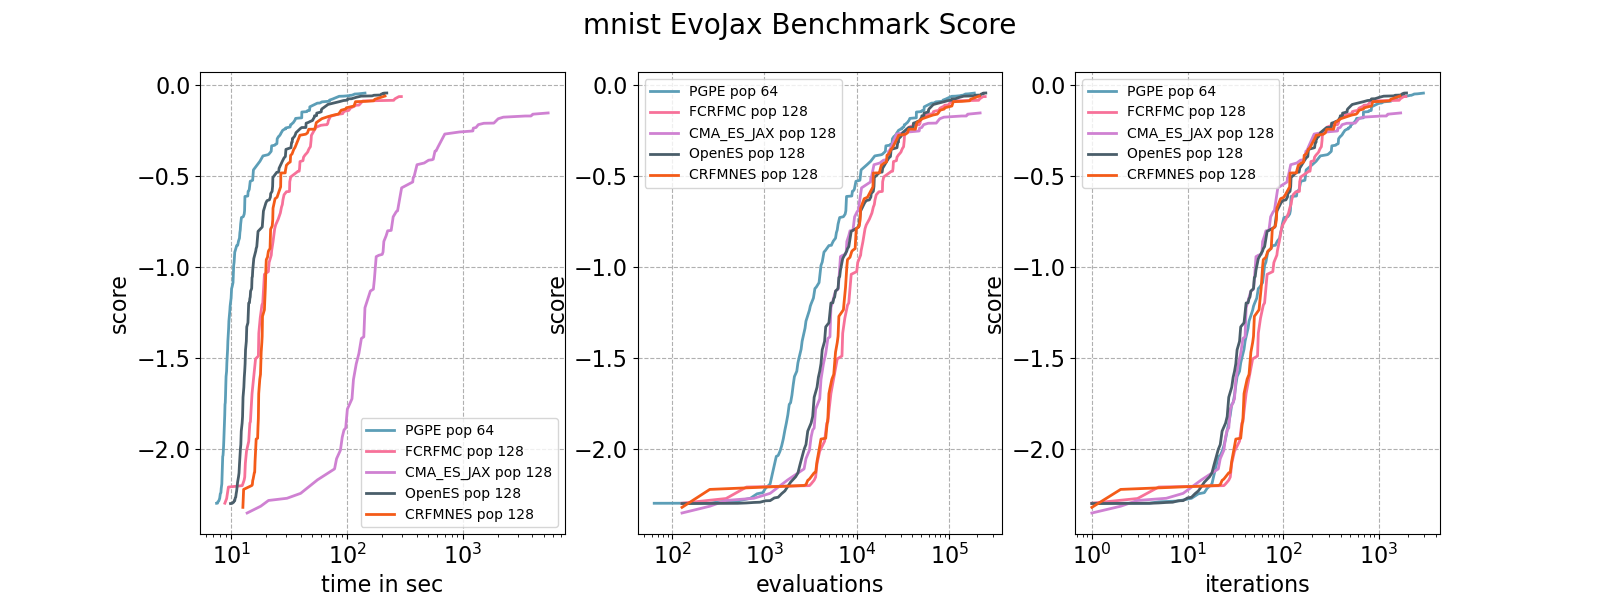 mnist EvoJax Benchmark Score
score
0.0
−0.5
−1.0
−1.5
−2.0
PGPE pop 64
FCRFMC pop 128
CMA_ES_JAX pop 128
OpenES pop 128
CRFMNES pop 128
10¹ 10² 10³
time in sec
score
0.0
−0.5
−1.0
−1.5
−2.0
PGPE pop 64
FCRFMC pop 128
CMA_ES_JAX pop 128
OpenES pop 128
CRFMNES pop 128
10² 10³ 10⁴ 10⁵
evaluations
score
0.0
−0.5
−1.0
−1.5
−2.0
PGPE pop 64
FCRFMC pop 128
CMA_ES_JAX pop 128
OpenES pop 128
CRFMNES pop 128
10⁰ 10¹ 10² 10³
iterations